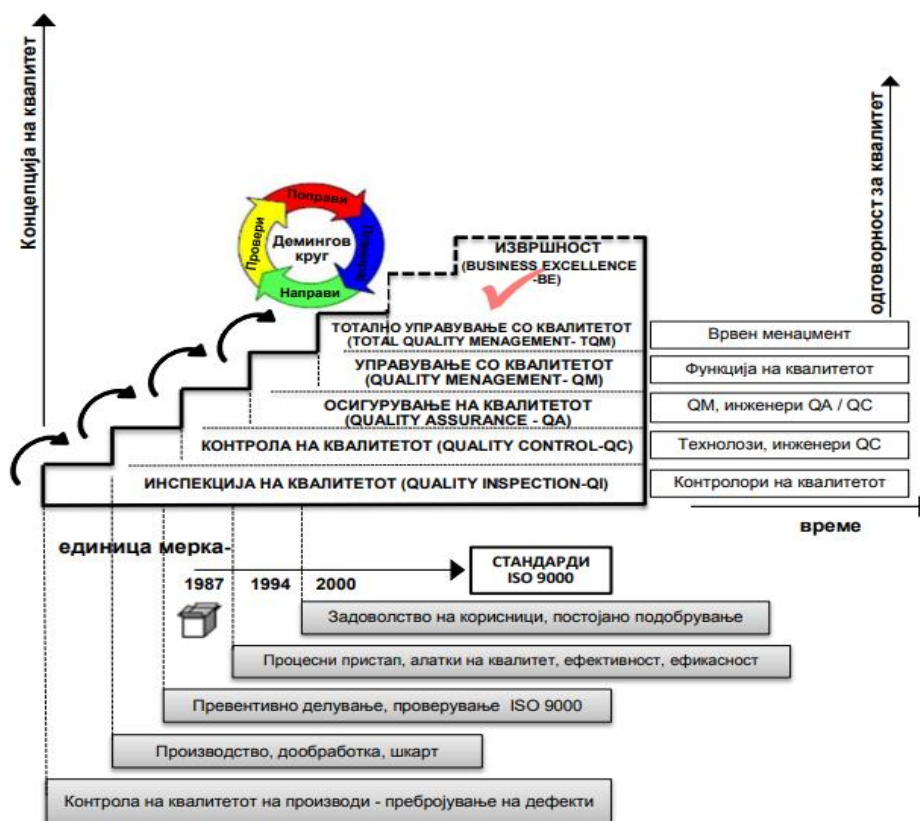 Концепција на квалитет
одговорност за квалитет
Поправи
Провери
Демингов
круг
Направи
ИЗВРШНОСТ
(BUSINESS EXCELLENCE
-BE)
ТОТАЛНО УПРАВУВАЊЕ СО КВАЛИТЕТОТ
(TOTAL QUALITY MENAGEMENT- TQM)
Врвен менаџмент
УПРАВУВАЊЕ СО КВАЛИТЕТОТ
(QUALITY MENAGEMENT- QM)
Функција на квалитетот
ОСИГУРУВАЊЕ НА КВАЛИТЕТОТ
(QUALITY ASSURANCE - QA)
QM, инженери QA / QC
КОНТРОЛА НА КВАЛИТЕТОТ (QUALITY CONTROL-QC)
Технолози, инженери QC
ИНСПЕКЦИЈА НА КВАЛИТЕТОТ (QUALITY INSPECTION-QI)
Контролори на квалитетот
време
единица мерка-
СТАНДАРДИ
ISO 9000
1987 1994 2000
Задоволство на корисници, постојано подобрување
Процесни пристап, алатки на квалитет, ефективност, ефикасност
Превентивно делување, проверување ISO 9000
Производство, дообработка, шкарт
Контрола на квалитетот на производи - пребројување на дефекти